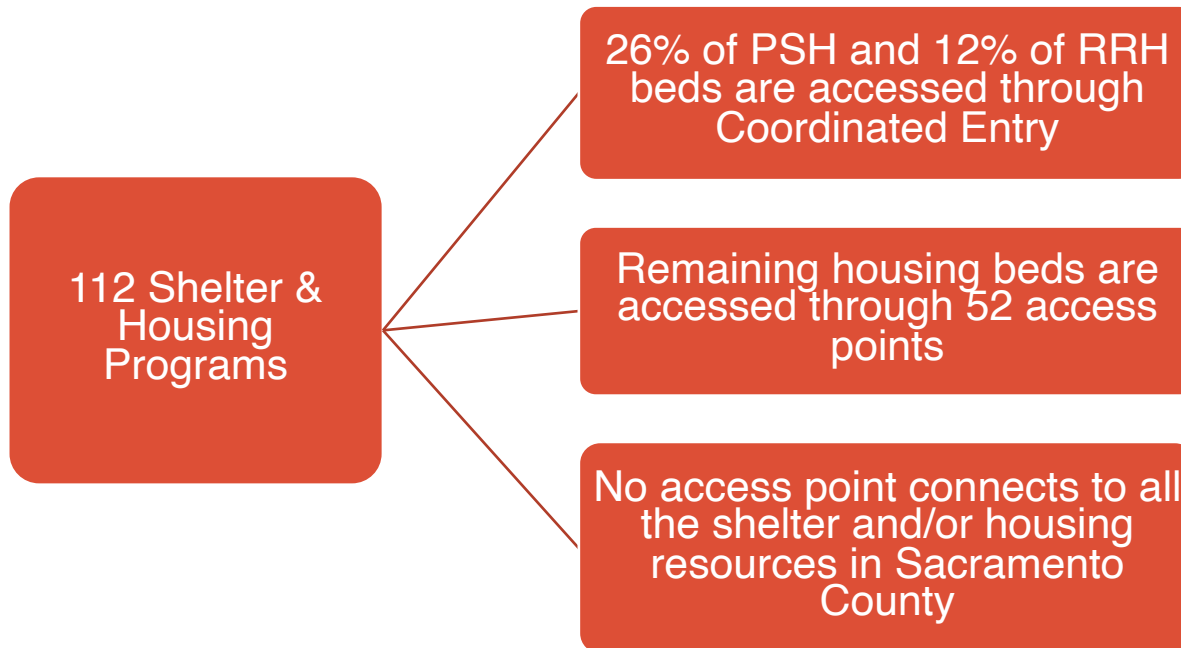 112 Shelter &
Housing
Programs
26% of PSH and 12% of RRH
beds are accessed through
Coordinated Entry
Remaining housing beds are
accessed through 52 access
points
No access point connects to all
the shelter and/or housing
resources in Sacramento
County